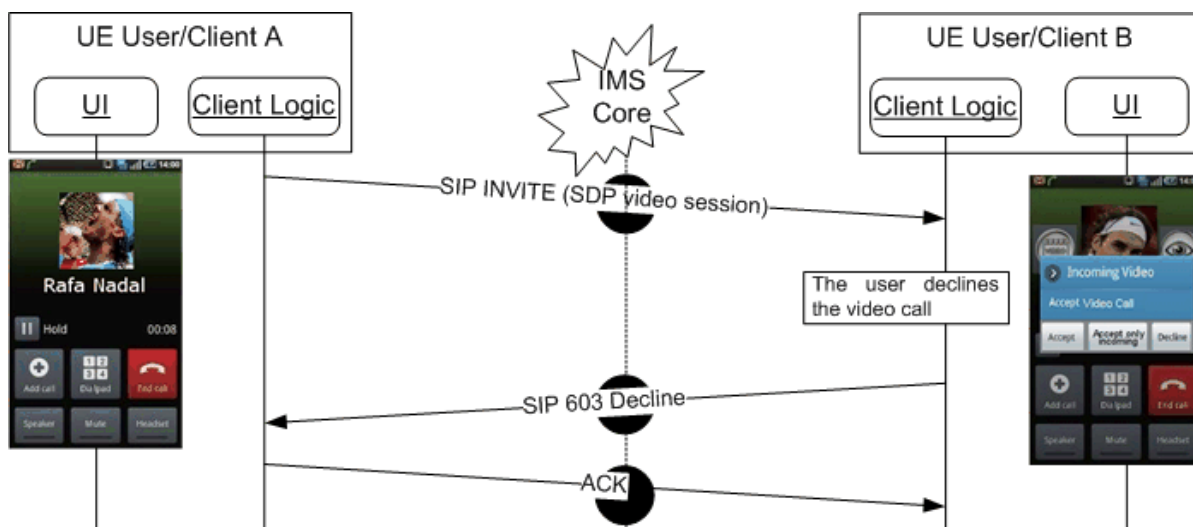 UE User/Client A
UE User/Client B
UI
Client Logic
IMS
Core
Client Logic
UI
14:00
SIP INVITE (SDP video session)
Rafa Nadal
Hold
00:08
Add call
Dialpad
End call
Speaker
Mute
Headset
The user declines
the video call
Incoming Video
Accept Video Call
Accept
Accept only
incoming
Decline
Add call
Dialpad
End call
Speaker
Mute
Headset
SIP 603 Decline
ACK